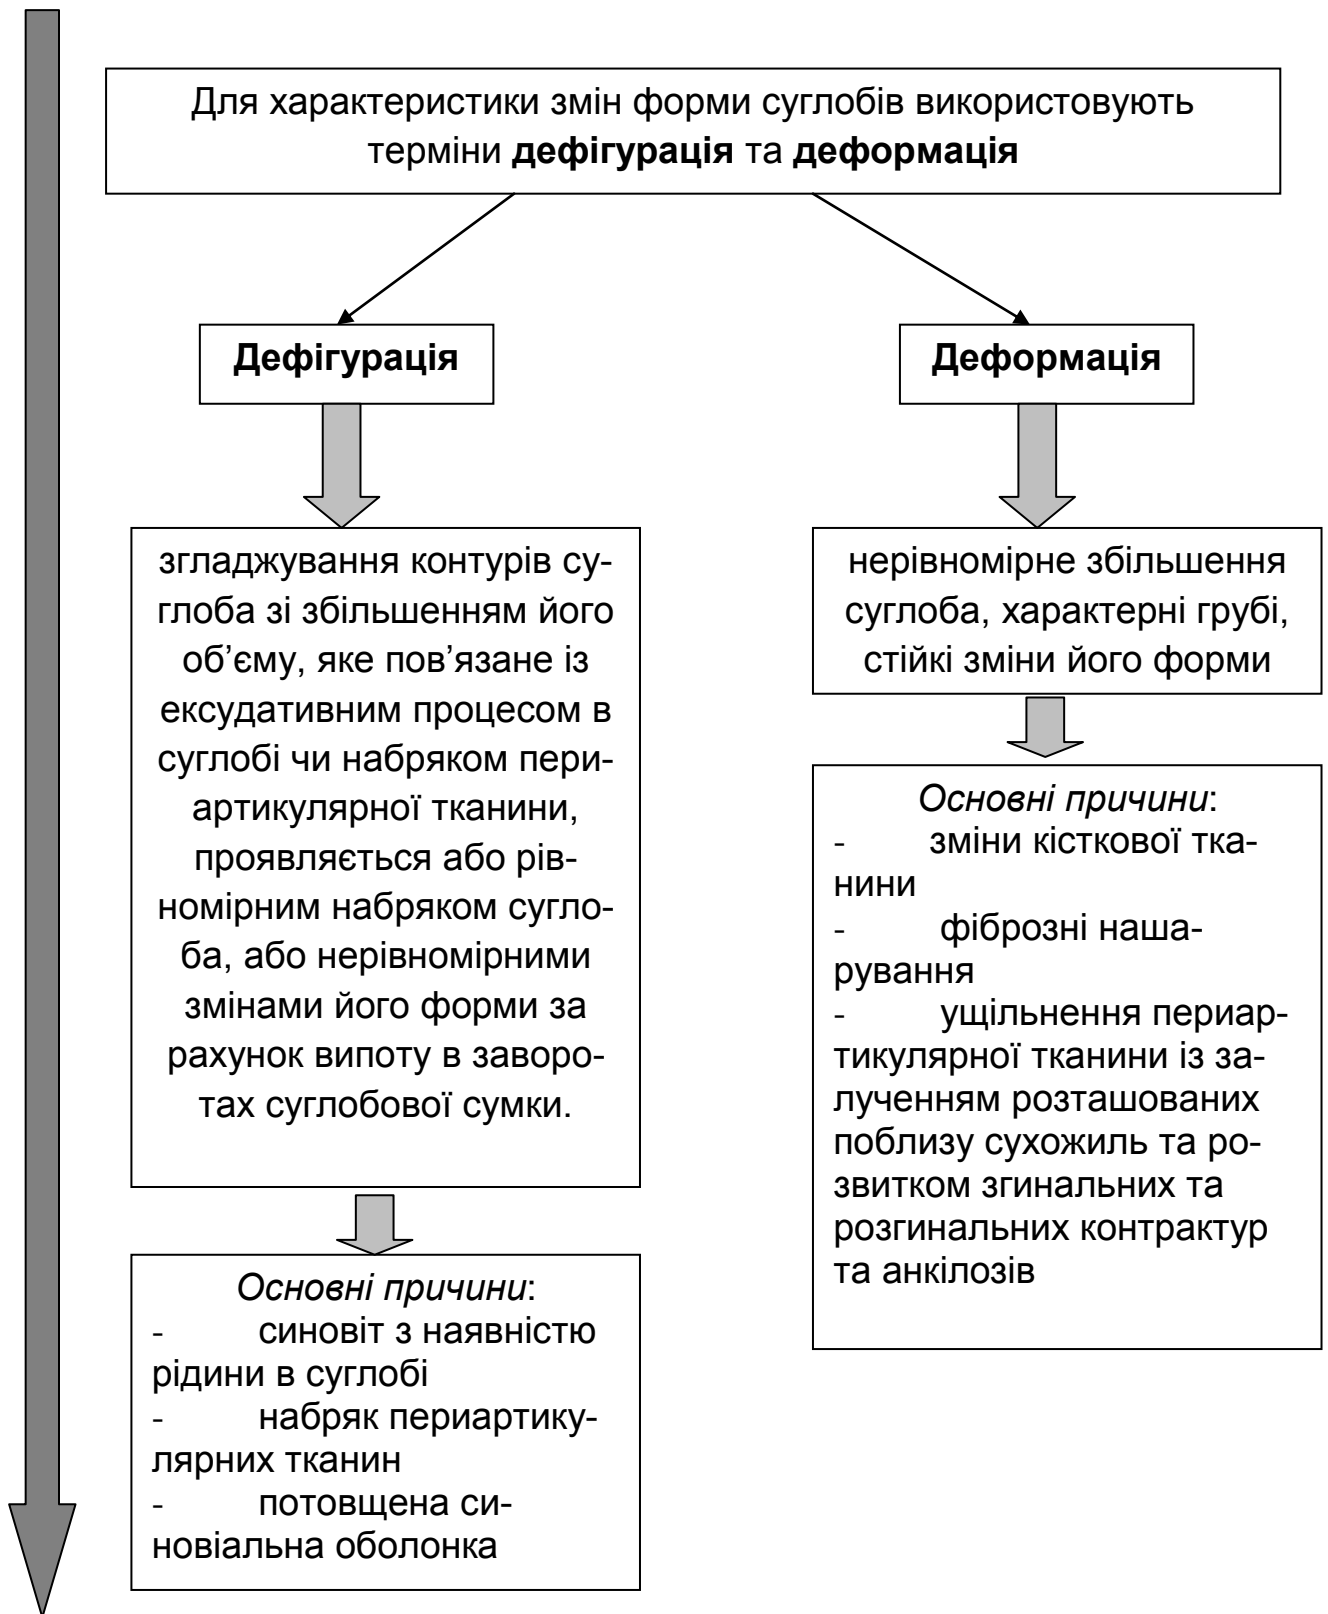 Для характеристики змін форми суглобів використовують
терміни дефігурація та деформація
Дефігурація
згладжування контурів су-
глоба зі збільшенням його
об’єму, яке пов’язане із
ексудативним процесом в
суглобі чи набряком пери-
артикулярної тканини,
проявляється або рів-
номірним набряком сугло-
ба, або нерівномірними
змінами його форми за
рахунок випоту в заворо-
тах суглобової сумки.
Основні причини:
- синовіт з наявністю
рідини в суглобі
- набряк периартику-
лярних тканин
- потовщена си-
новіальна оболонка
Деформація
нерівномірне збільшення
суглоба, характерні грубі,
стійкі зміни його форми
Основні причини:
- зміни кісткової тка-
нини
- фіброзні наша-
рування
- ущільнення периар-
тикулярної тканини із за-
лученням розташованих
поблизу сухожиль та ро-
звитком згинальних та
розгинальних контрактур
та анкілозів